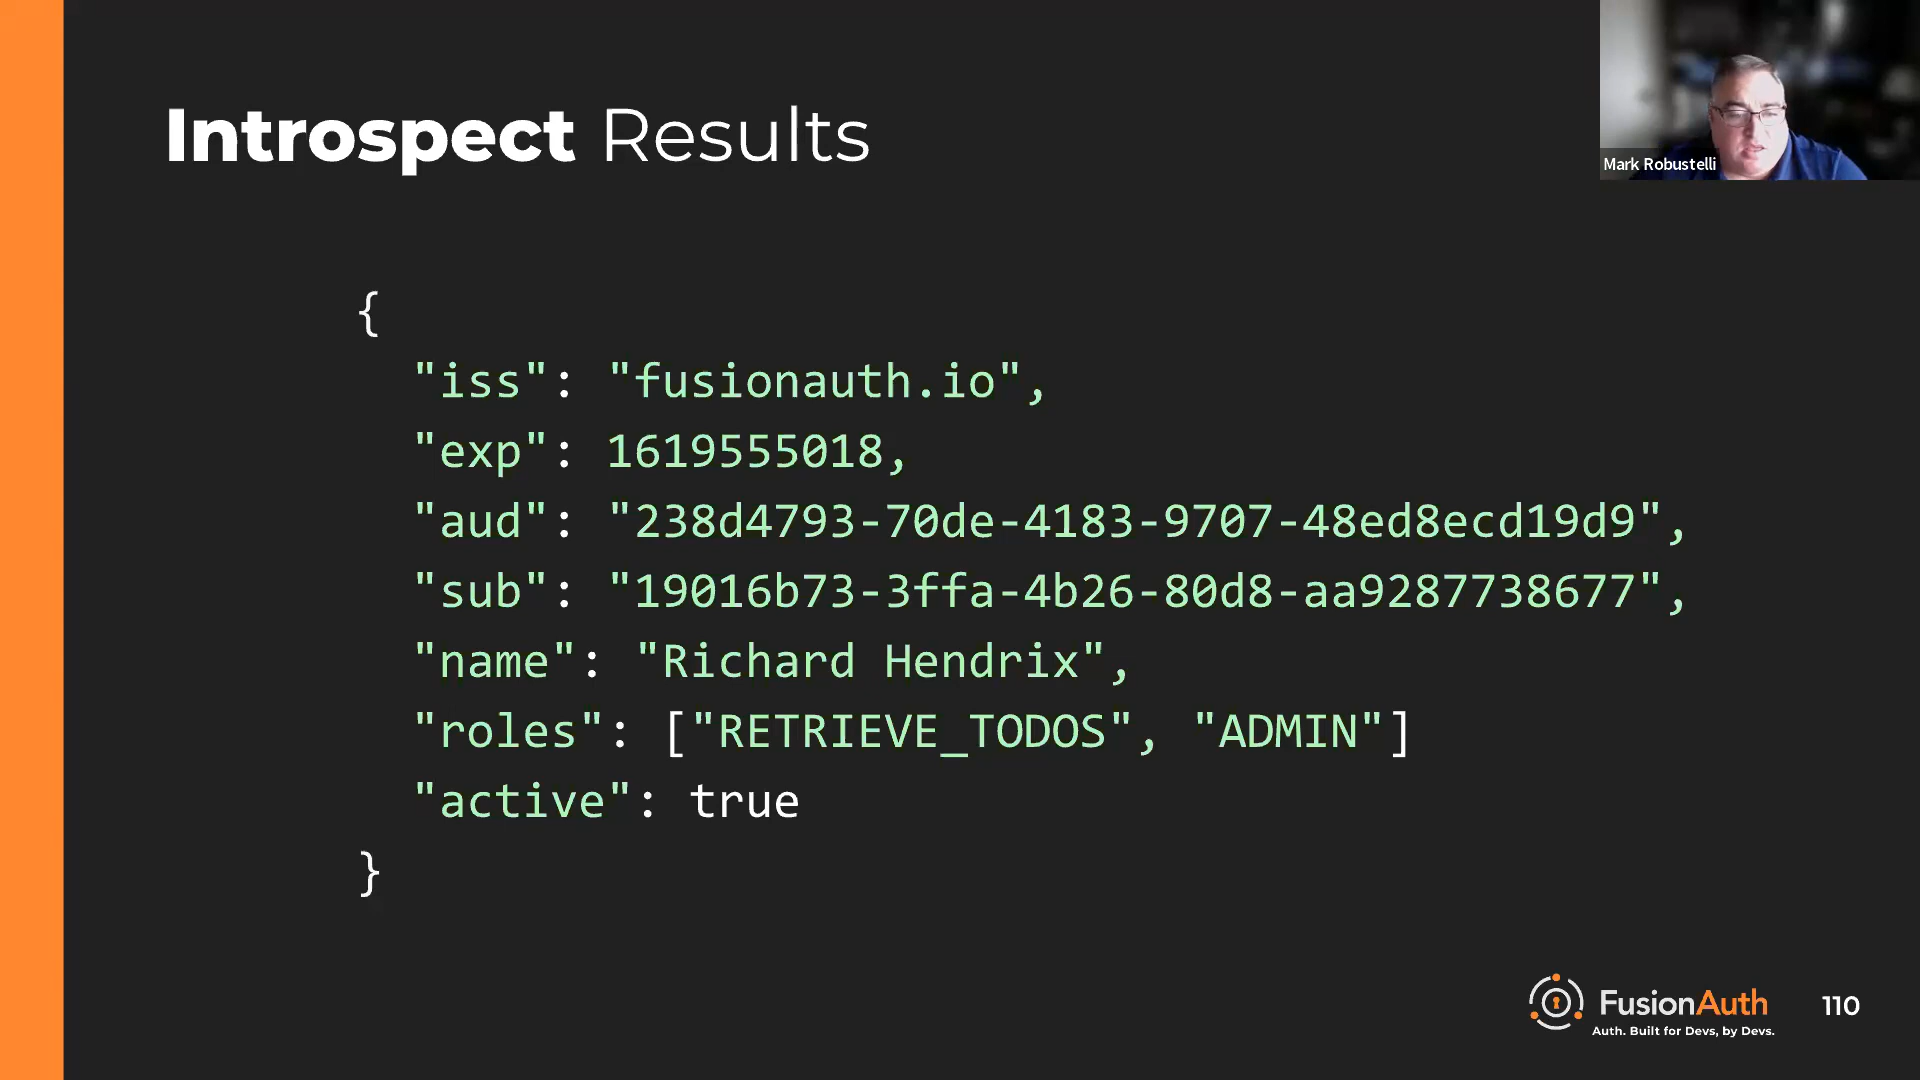 Introspect Results
Mark Robustelli
{
"iss": "fusionauth.io",
"exp": 1619555018,
"aud": "238d4793-70de-4183-9707-48ed8ecd19d9",
"sub": "19016b73-3ffa-4b26-80d8-aa9287738677",
"name": "Richard Hendrix",
"roles": ["RETRIEVE_TODOS", "ADMIN"]
"active": true
}
FusionAuth
Auth. Built for Devs, by Devs.
110